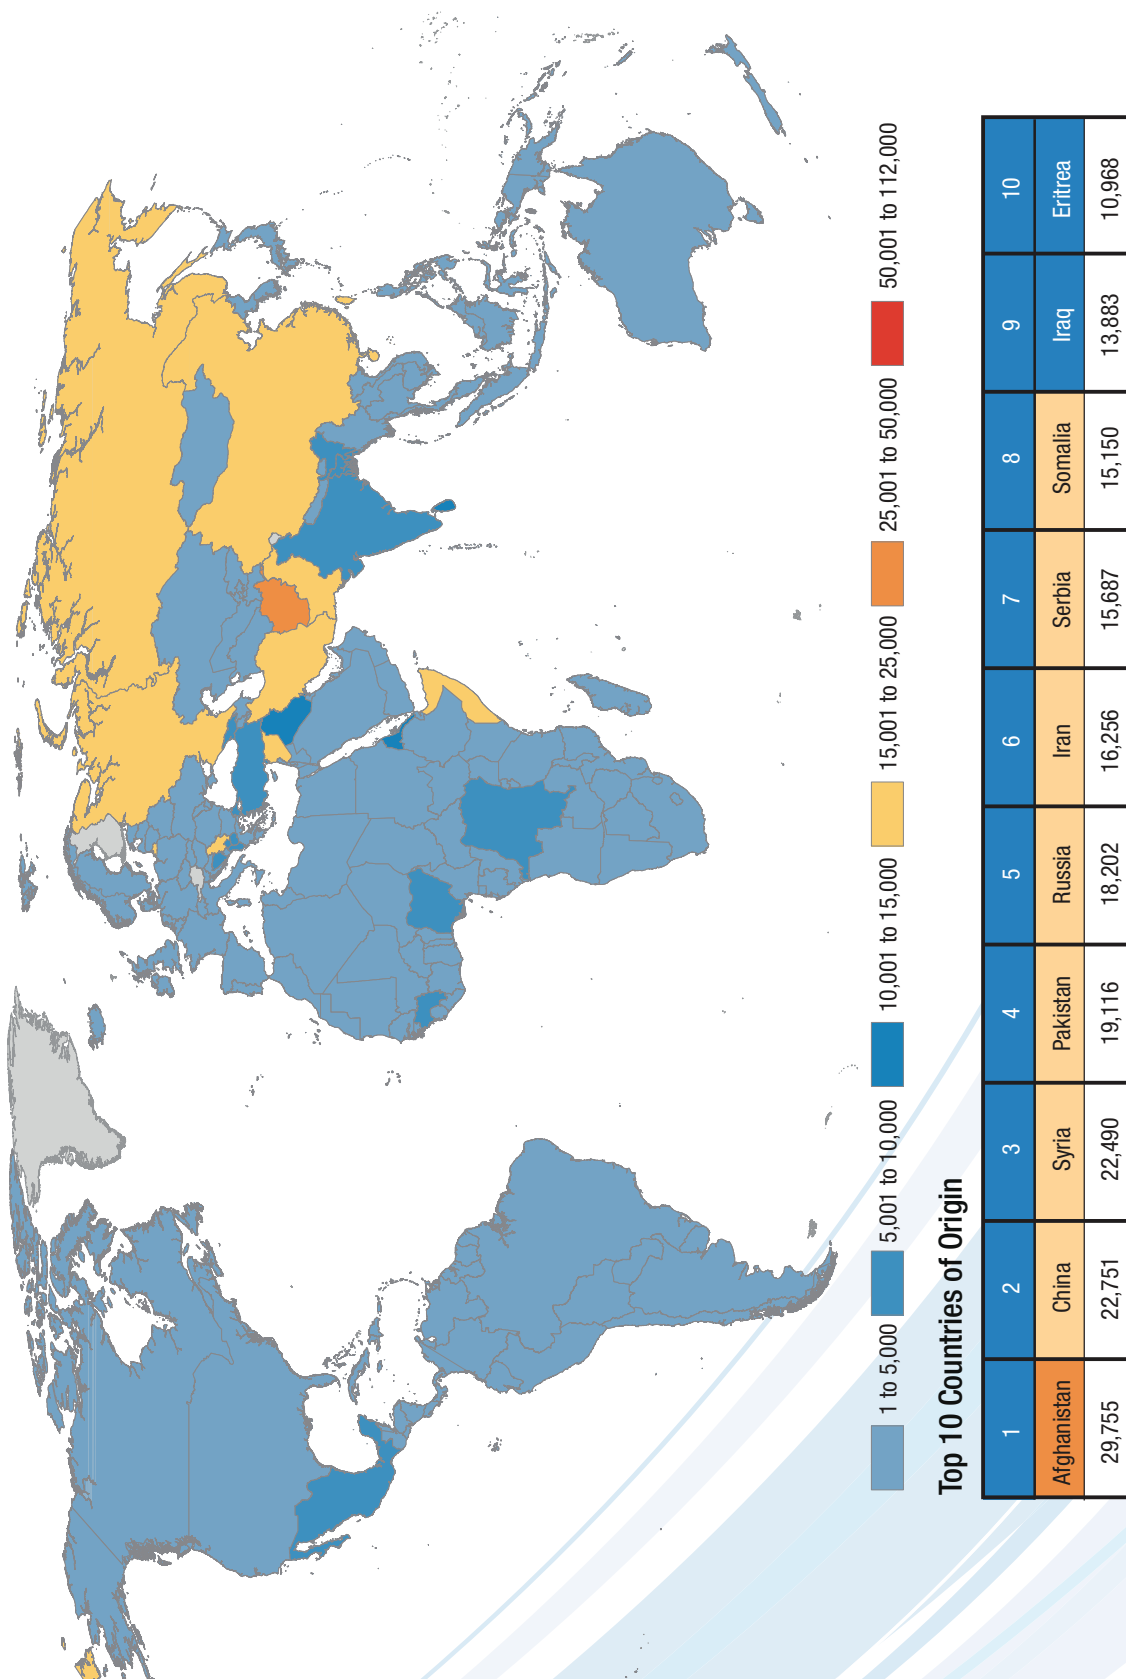 1 to 5,000
5,001 to 10,000
10,001 to 15,000
15,001 to 25,000
25,001 to 50,000
50,001 to 112,000
Top 10 Countries of Origin
1 2 3 4 5 6 7 8 9 10
Afghanistan China Syria Pakistan Russia Iran Serbia Somalia Iraq Eritrea
29,755 22,751 22,490 19,116 18,202 16,256 15,687 15,150 13,883 10,968